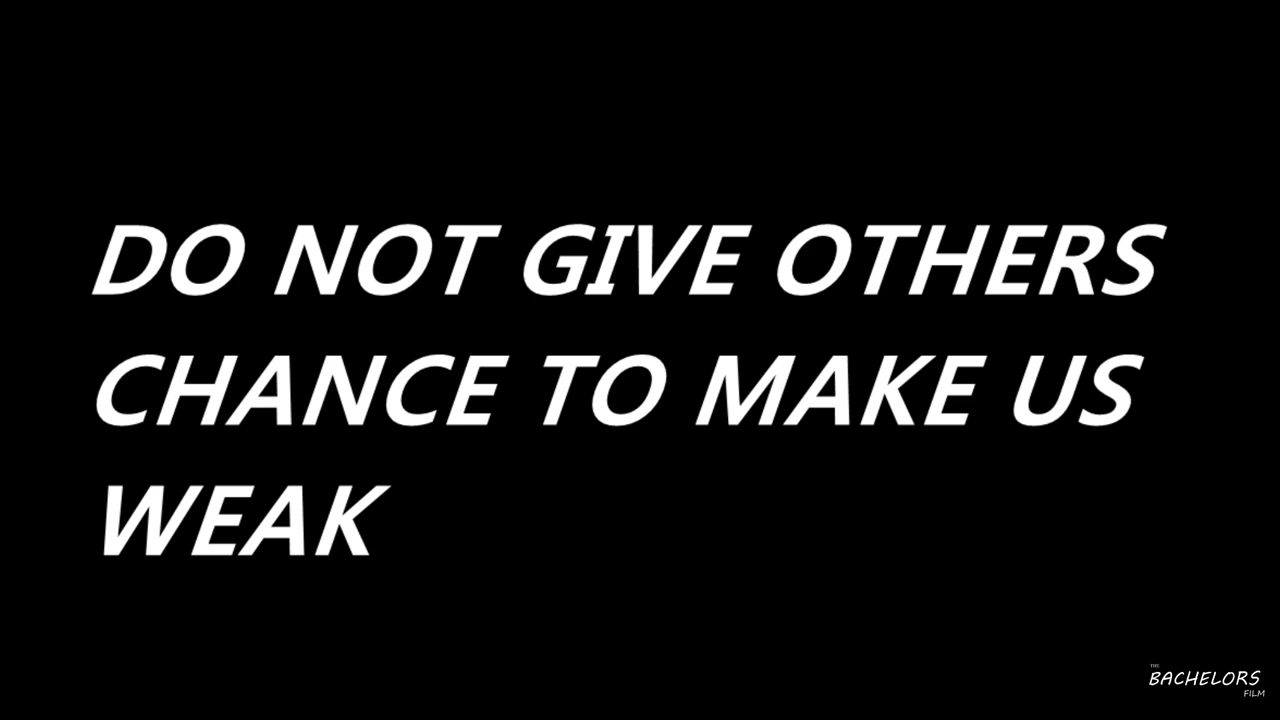 DO NOT GIVE OTHERS
CHANCE TO MAKE US
WEAK
THE
BACHELORS
FILM